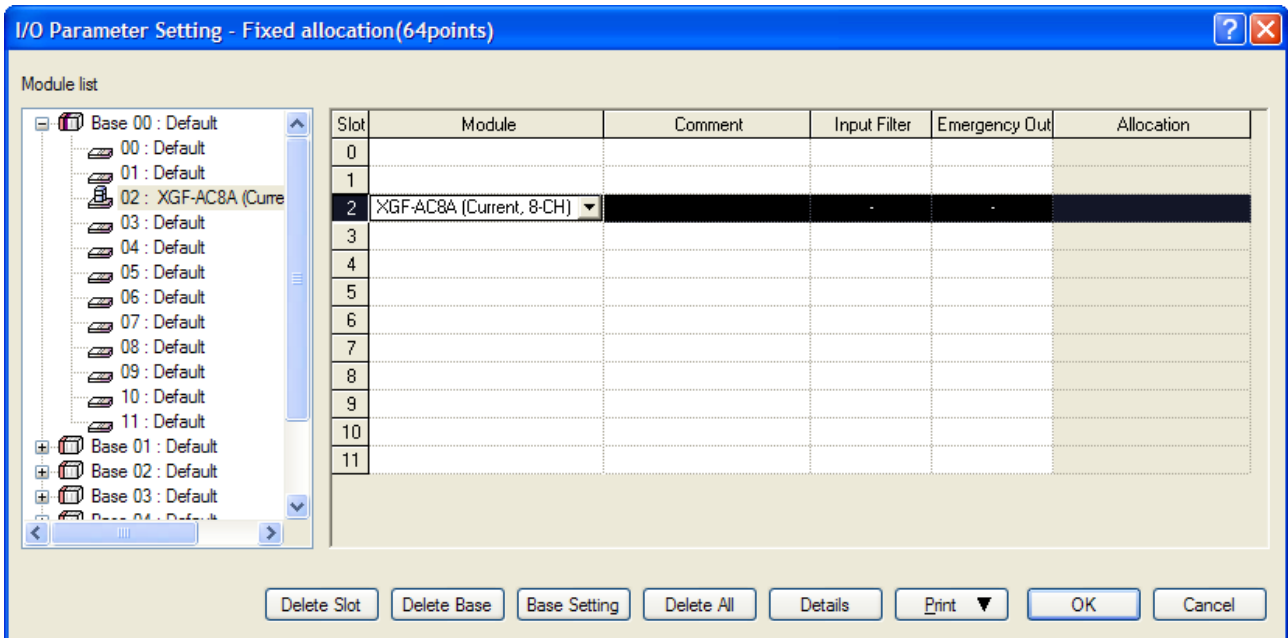 I/O Parameter Setting - Fixed allocation(64points)
Module list
Base 00 : Default
00 : Default
01 : Default
02 : XGF-AC8A (Curre
03 : Default
04 : Default
05 : Default
06 : Default
07 : Default
08 : Default
09 : Default
10 : Default
11 : Default
Base 01 : Default
Base 02 : Default
Base 03 : Default
Base 04 : Default
Slot Module Comment Input Filter Emergency Out Allocation
0
1
2 XGF-AC8A (Current, 8-CH) - -
3
4
5
6
7
8
9
10
11
Delete Slot Delete Base Base Setting Delete All Details Print ▼ OK Cancel